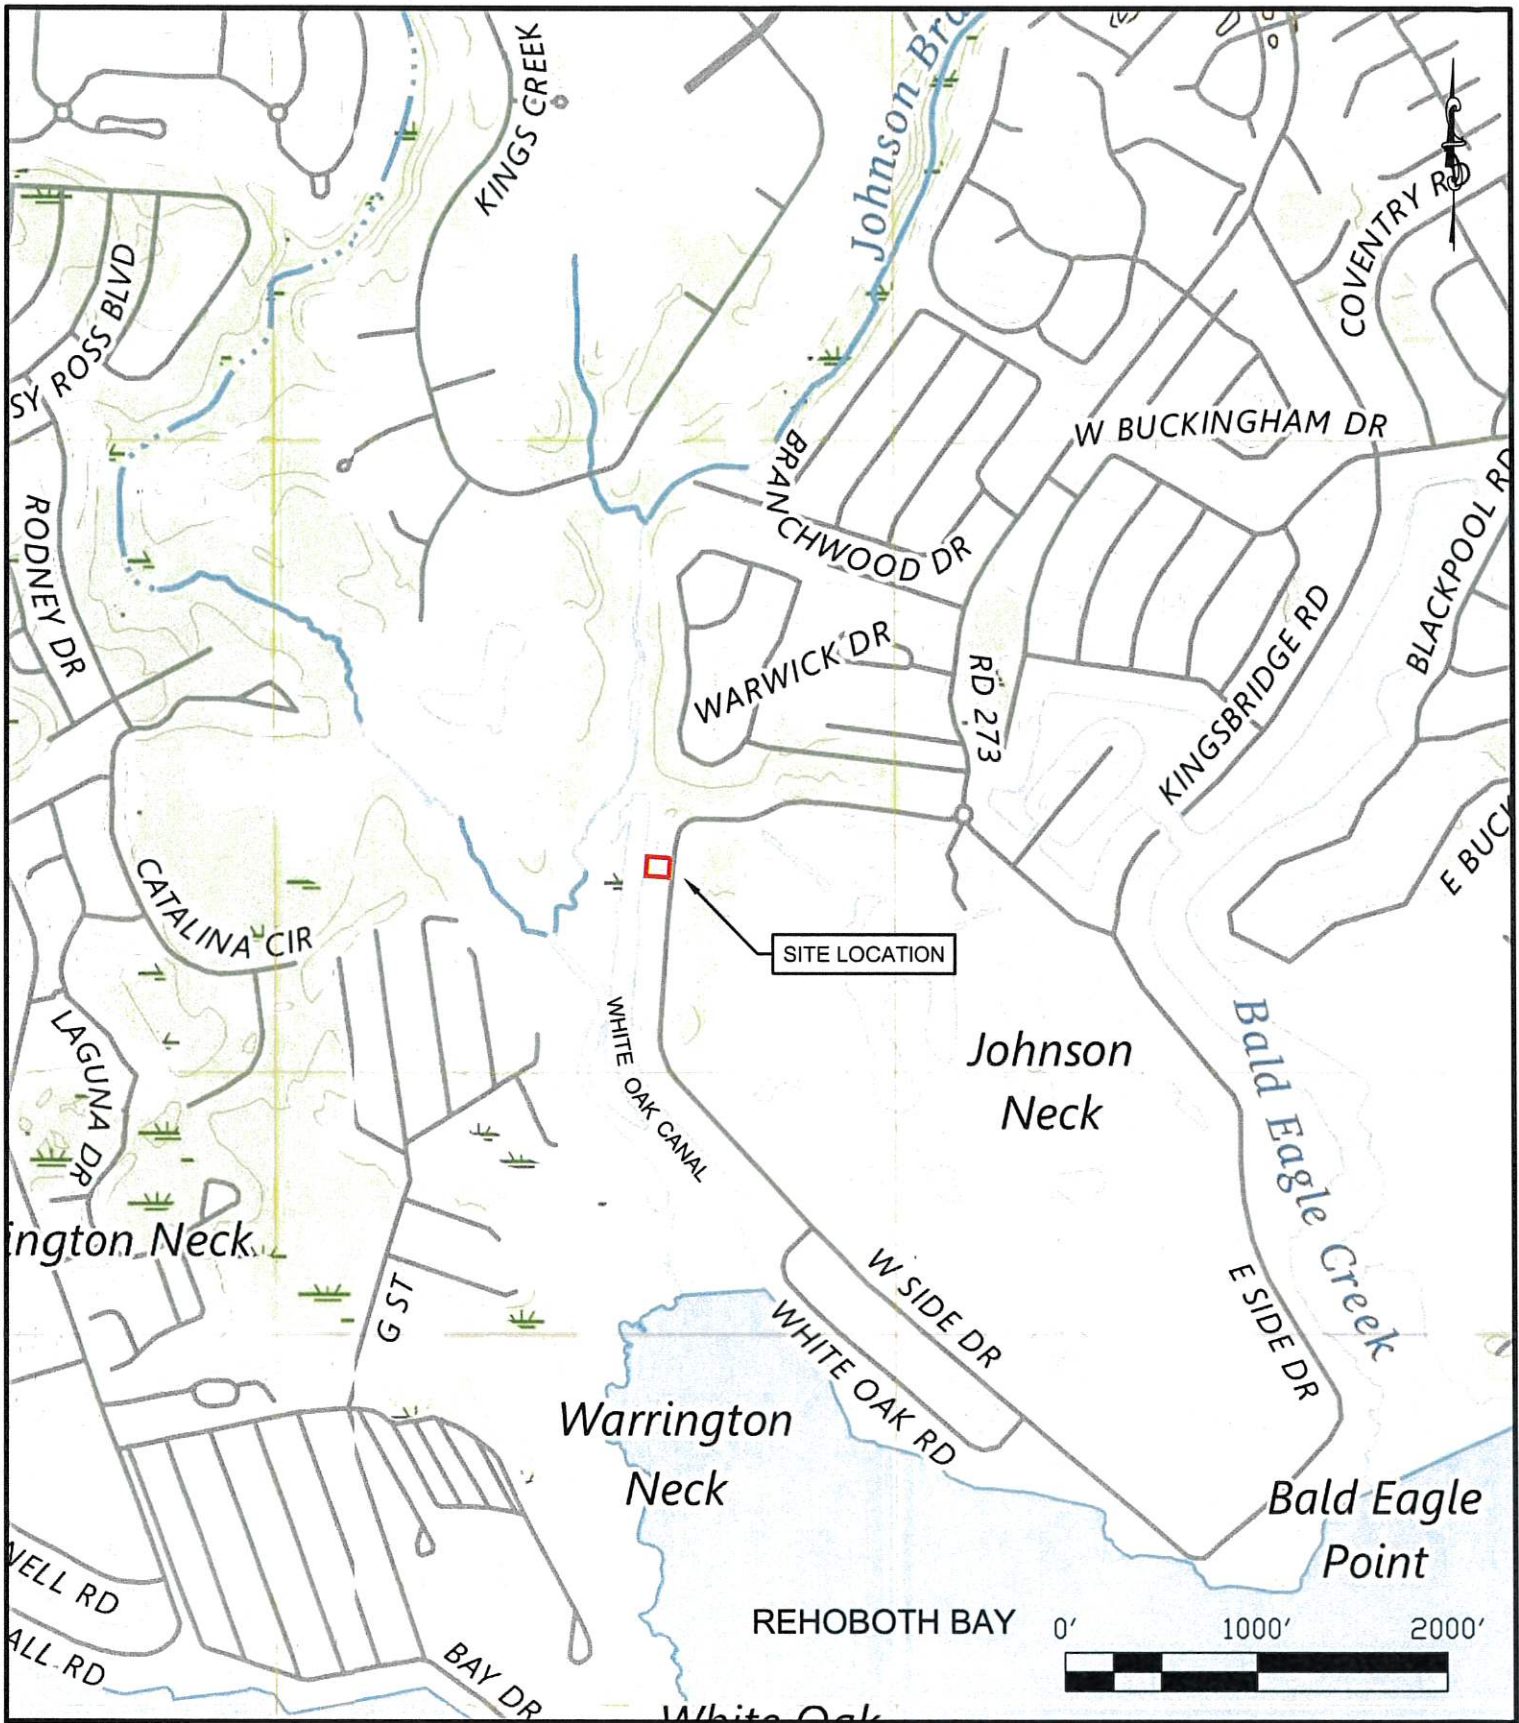 KINGS CREEK
Johnson Bra
COVENTRY RD
SY ROSS BLVD
W BUCKINGHAM DR
BRANCHWOOD DR
RODNEY DR
BLACKPOOL RD
WARWICK DR
RD 273
KINGSBRIDGE RD
E BUCK
CATALINA CIR
SITE LOCATION
LAGUNA DR
WHITE OAK CANAL
Johnson
Neck
Bald Eagle Creek
ington Neck
G ST
W SIDE DR
E SIDE DR
WHITE OAK RD
Warrington
Neck
Bald Eagle
Point
WELL RD
ALL RD
BAY DR
REHOBOTH BAY
0' 1000' 2000'
White Oak